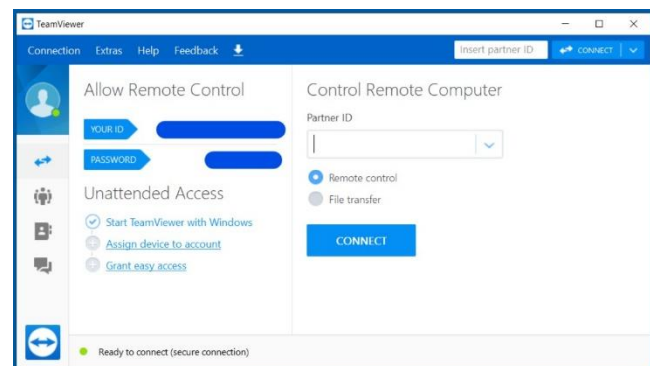 TeamViewer
Connection Extras Help Feedback
Insert partner ID
CONNECT
Allow Remote Control
YOUR ID
PASSWORD
Unattended Access
Start TeamViewer with Windows
Assign device to account
Grant easy access
Control Remote Computer
Partner ID
Remote control
File transfer
CONNECT
Ready to connect (secure connection)